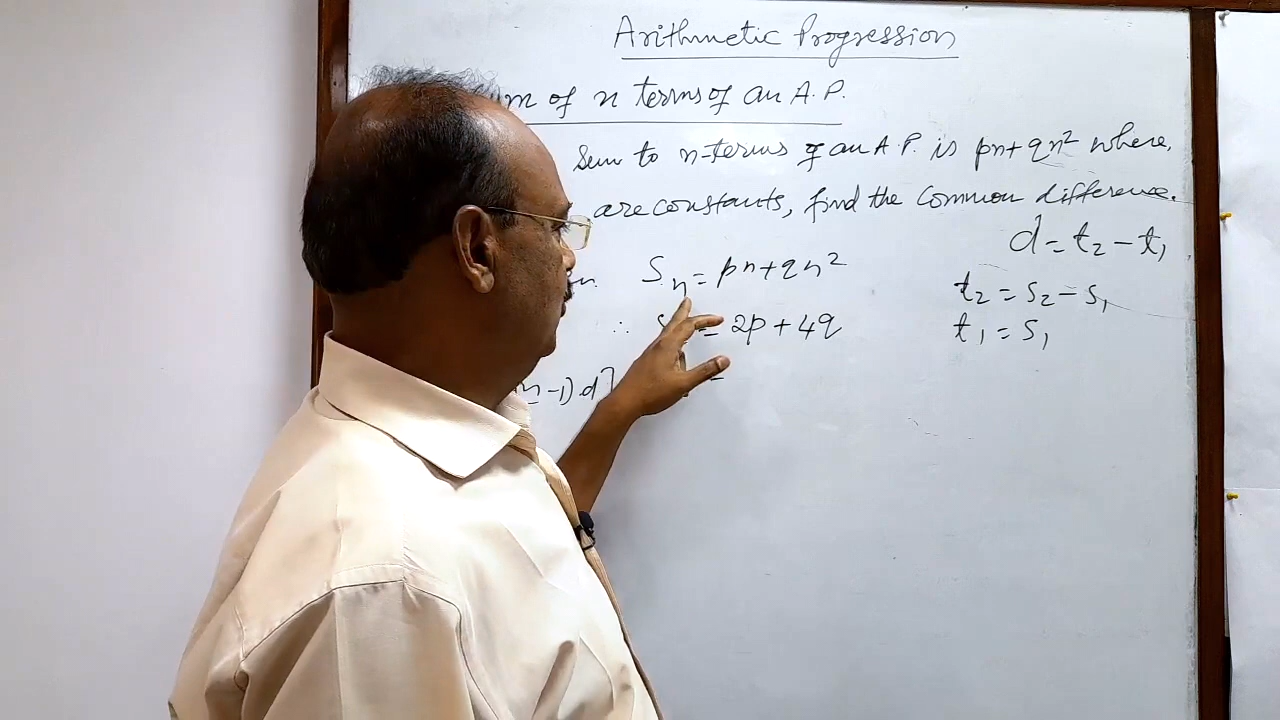 Arithmetic Progression
of n terms of an A.P.
Sum to n-terms of an A.P. is pn + qn² where,
are constants, find the common difference.
d = t₂ - t₁
Sₙ = pn + qn²
t₂ = S₂ - S₁
∴ = 2p + 4q
t₁ = S₁
n - 1) d]
=